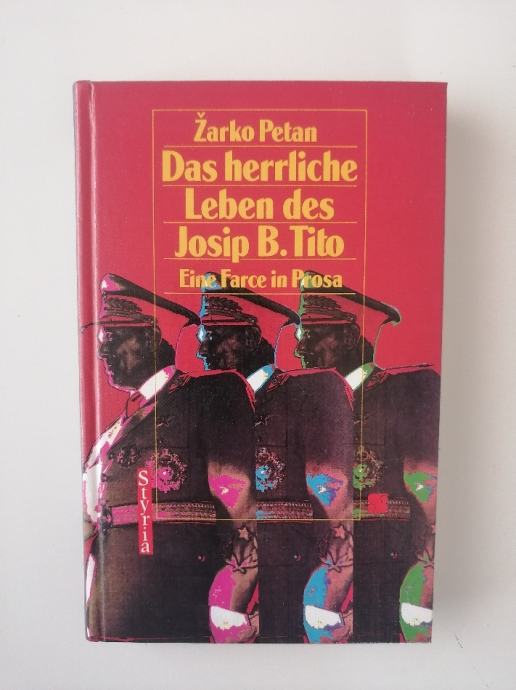 Žarko Petan
Das herrliche
Leben des
Josip B. Tito
Eine Farce in Prosa
Styria